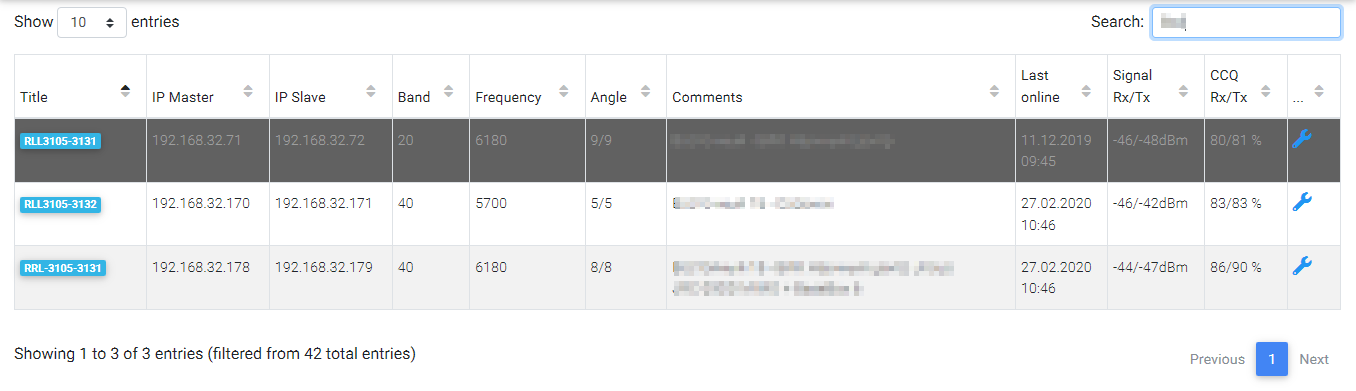 Show 10 entries Search:
Title IP Master IP Slave Band Frequency Angle Comments Last online Signal Rx/Tx CCQ Rx/Tx ...
RLL3105-3131 192.168.32.71 192.168.32.72 20 6180 9/9 11.12.2019 09:45 -46/-48dBm 80/81 %
RLL3105-3132 192.168.32.170 192.168.32.171 40 5700 5/5 27.02.2020 10:46 -46/-42dBm 83/83 %
RRL-3105-3131 192.168.32.178 192.168.32.179 40 6180 8/8 27.02.2020 10:46 -44/-47dBm 86/90 %
Showing 1 to 3 of 3 entries (filtered from 42 total entries)
Previous 1 Next